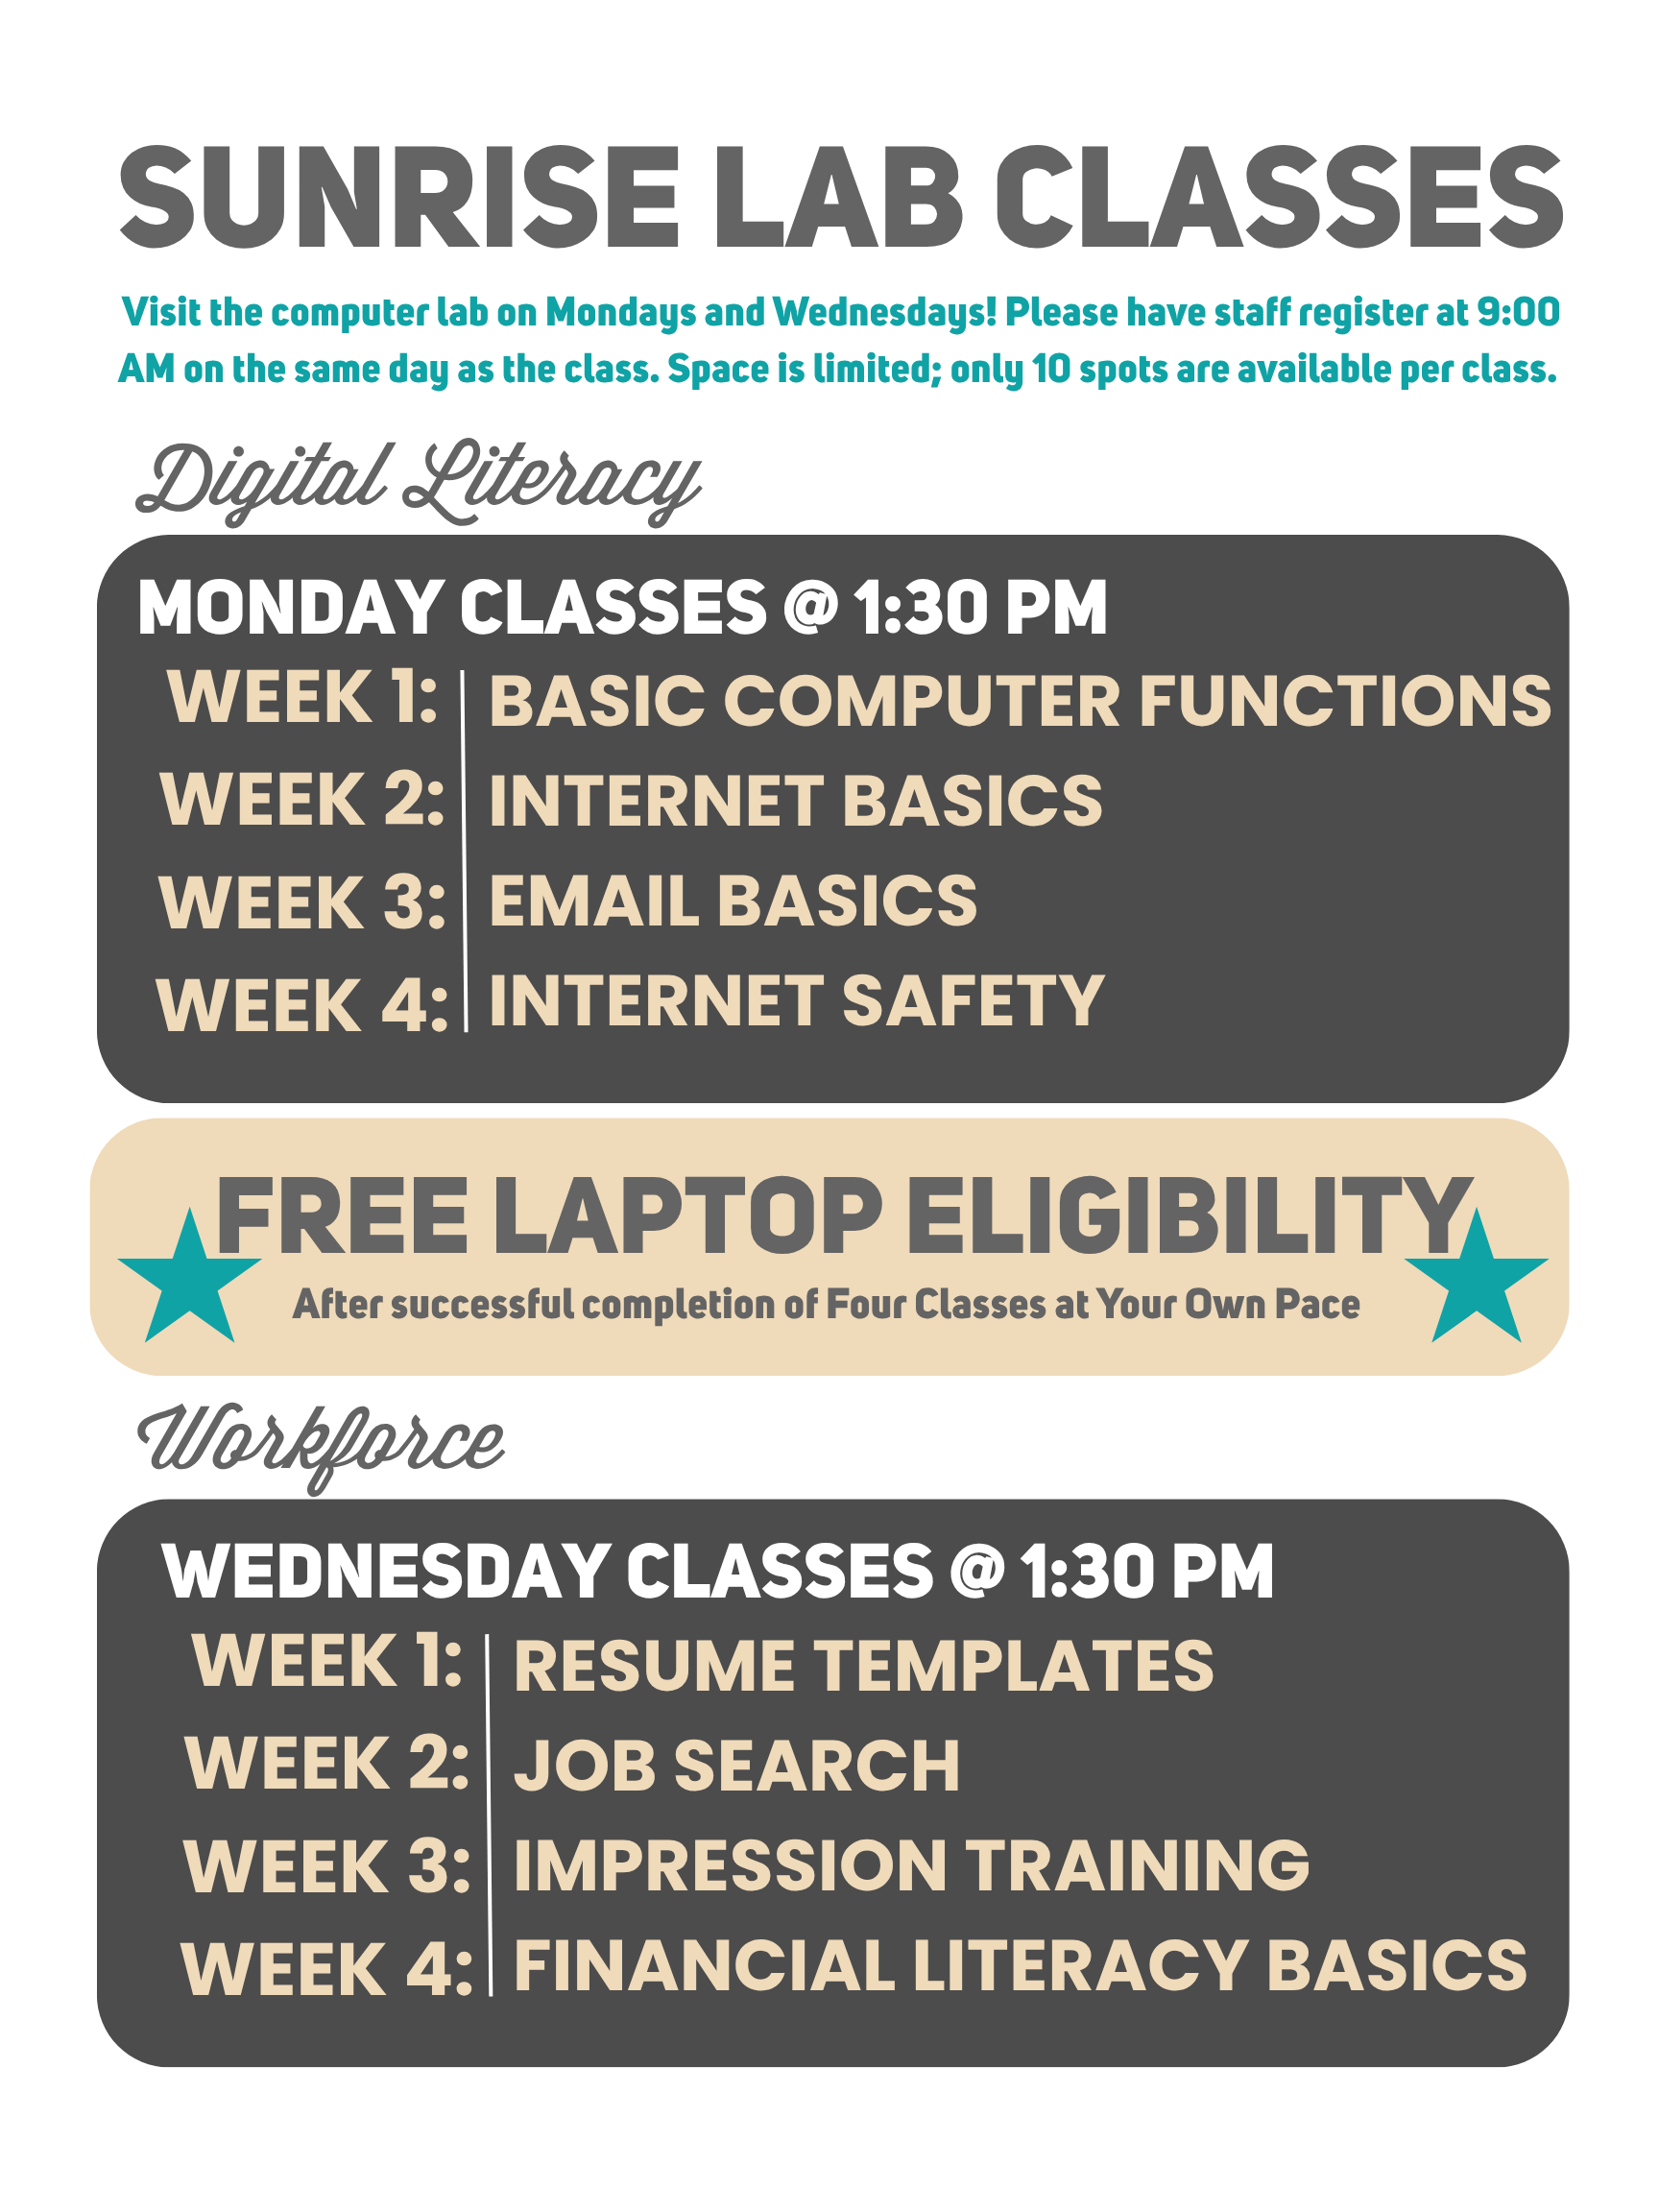 SUNRISE LAB CLASSES
Visit the computer lab on Mondays and Wednesdays! Please have staff register at 9:00
AM on the same day as the class. Space is limited; only 10 spots are available per class.
Digital Literacy
MONDAY CLASSES @ 1:30 PM
WEEK 1: BASIC COMPUTER FUNCTIONS
WEEK 2: INTERNET BASICS
WEEK 3: EMAIL BASICS
WEEK 4: INTERNET SAFETY
FREE LAPTOP ELIGIBILITY
After successful completion of Four Classes at Your Own Pace
Workforce
WEDNESDAY CLASSES @ 1:30 PM
WEEK 1: RESUME TEMPLATES
WEEK 2: JOB SEARCH
WEEK 3: IMPRESSION TRAINING
WEEK 4: FINANCIAL LITERACY BASICS